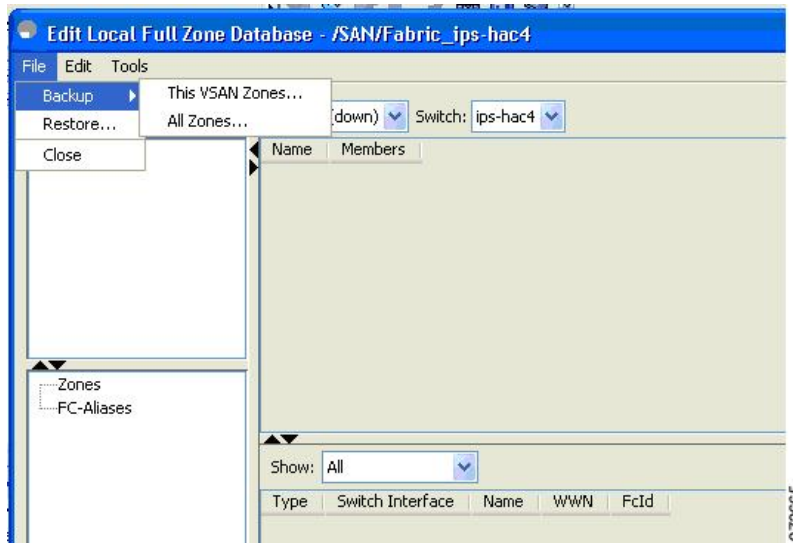 Edit Local Full Zone Database - /SAN/Fabric_ips-hac4
File Edit Tools
Backup This VSAN Zones...
(down) Switch: ips-hac4
Restore... All Zones...
Close
Name Members
Zones
FC-Aliases
Show: All
Type Switch Interface Name WWN FcId